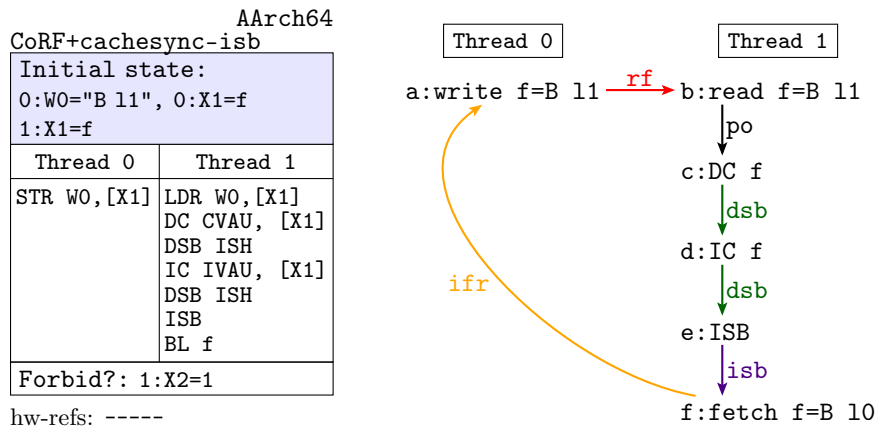 AArch64
CoRF+cachesync-isb
Initial state:
0:W0="B l1", 0:X1=f
1:X1=f
Thread 0 Thread 1
STR W0,[X1] LDR W0,[X1]
DC CVAU, [X1]
DSB ISH
IC IVAU, [X1]
DSB ISH
ISB
BL f
Forbid?: 1:X2=1
hw-refs: -----
Thread 0 Thread 1
a:write f=B l1 rf b:read f=B l1
po
c:DC f
dsb
d:IC f
ifr dsb
e:ISB
isb
f:fetch f=B l0